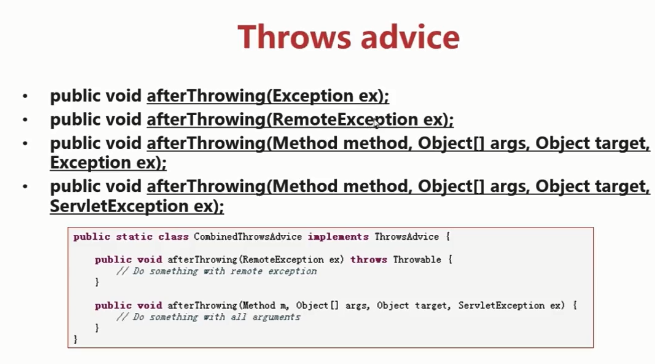 Throws advice
• public void afterThrowing(Exception ex);
• public void afterThrowing(RemoteException ex);
• public void afterThrowing(Method method, Object[] args, Object target,
Exception ex);
• public void afterThrowing(Method method, Object[] args, Object target,
ServletException ex);
public static class CombinedThrowsAdvice implements ThrowsAdvice {
public void afterThrowing(RemoteException ex) throws Throwable {
// Do something with remote exception
}
public void afterThrowing(Method m, Object[] args, Object target, ServletException ex) {
// Do something with all arguments
}
}